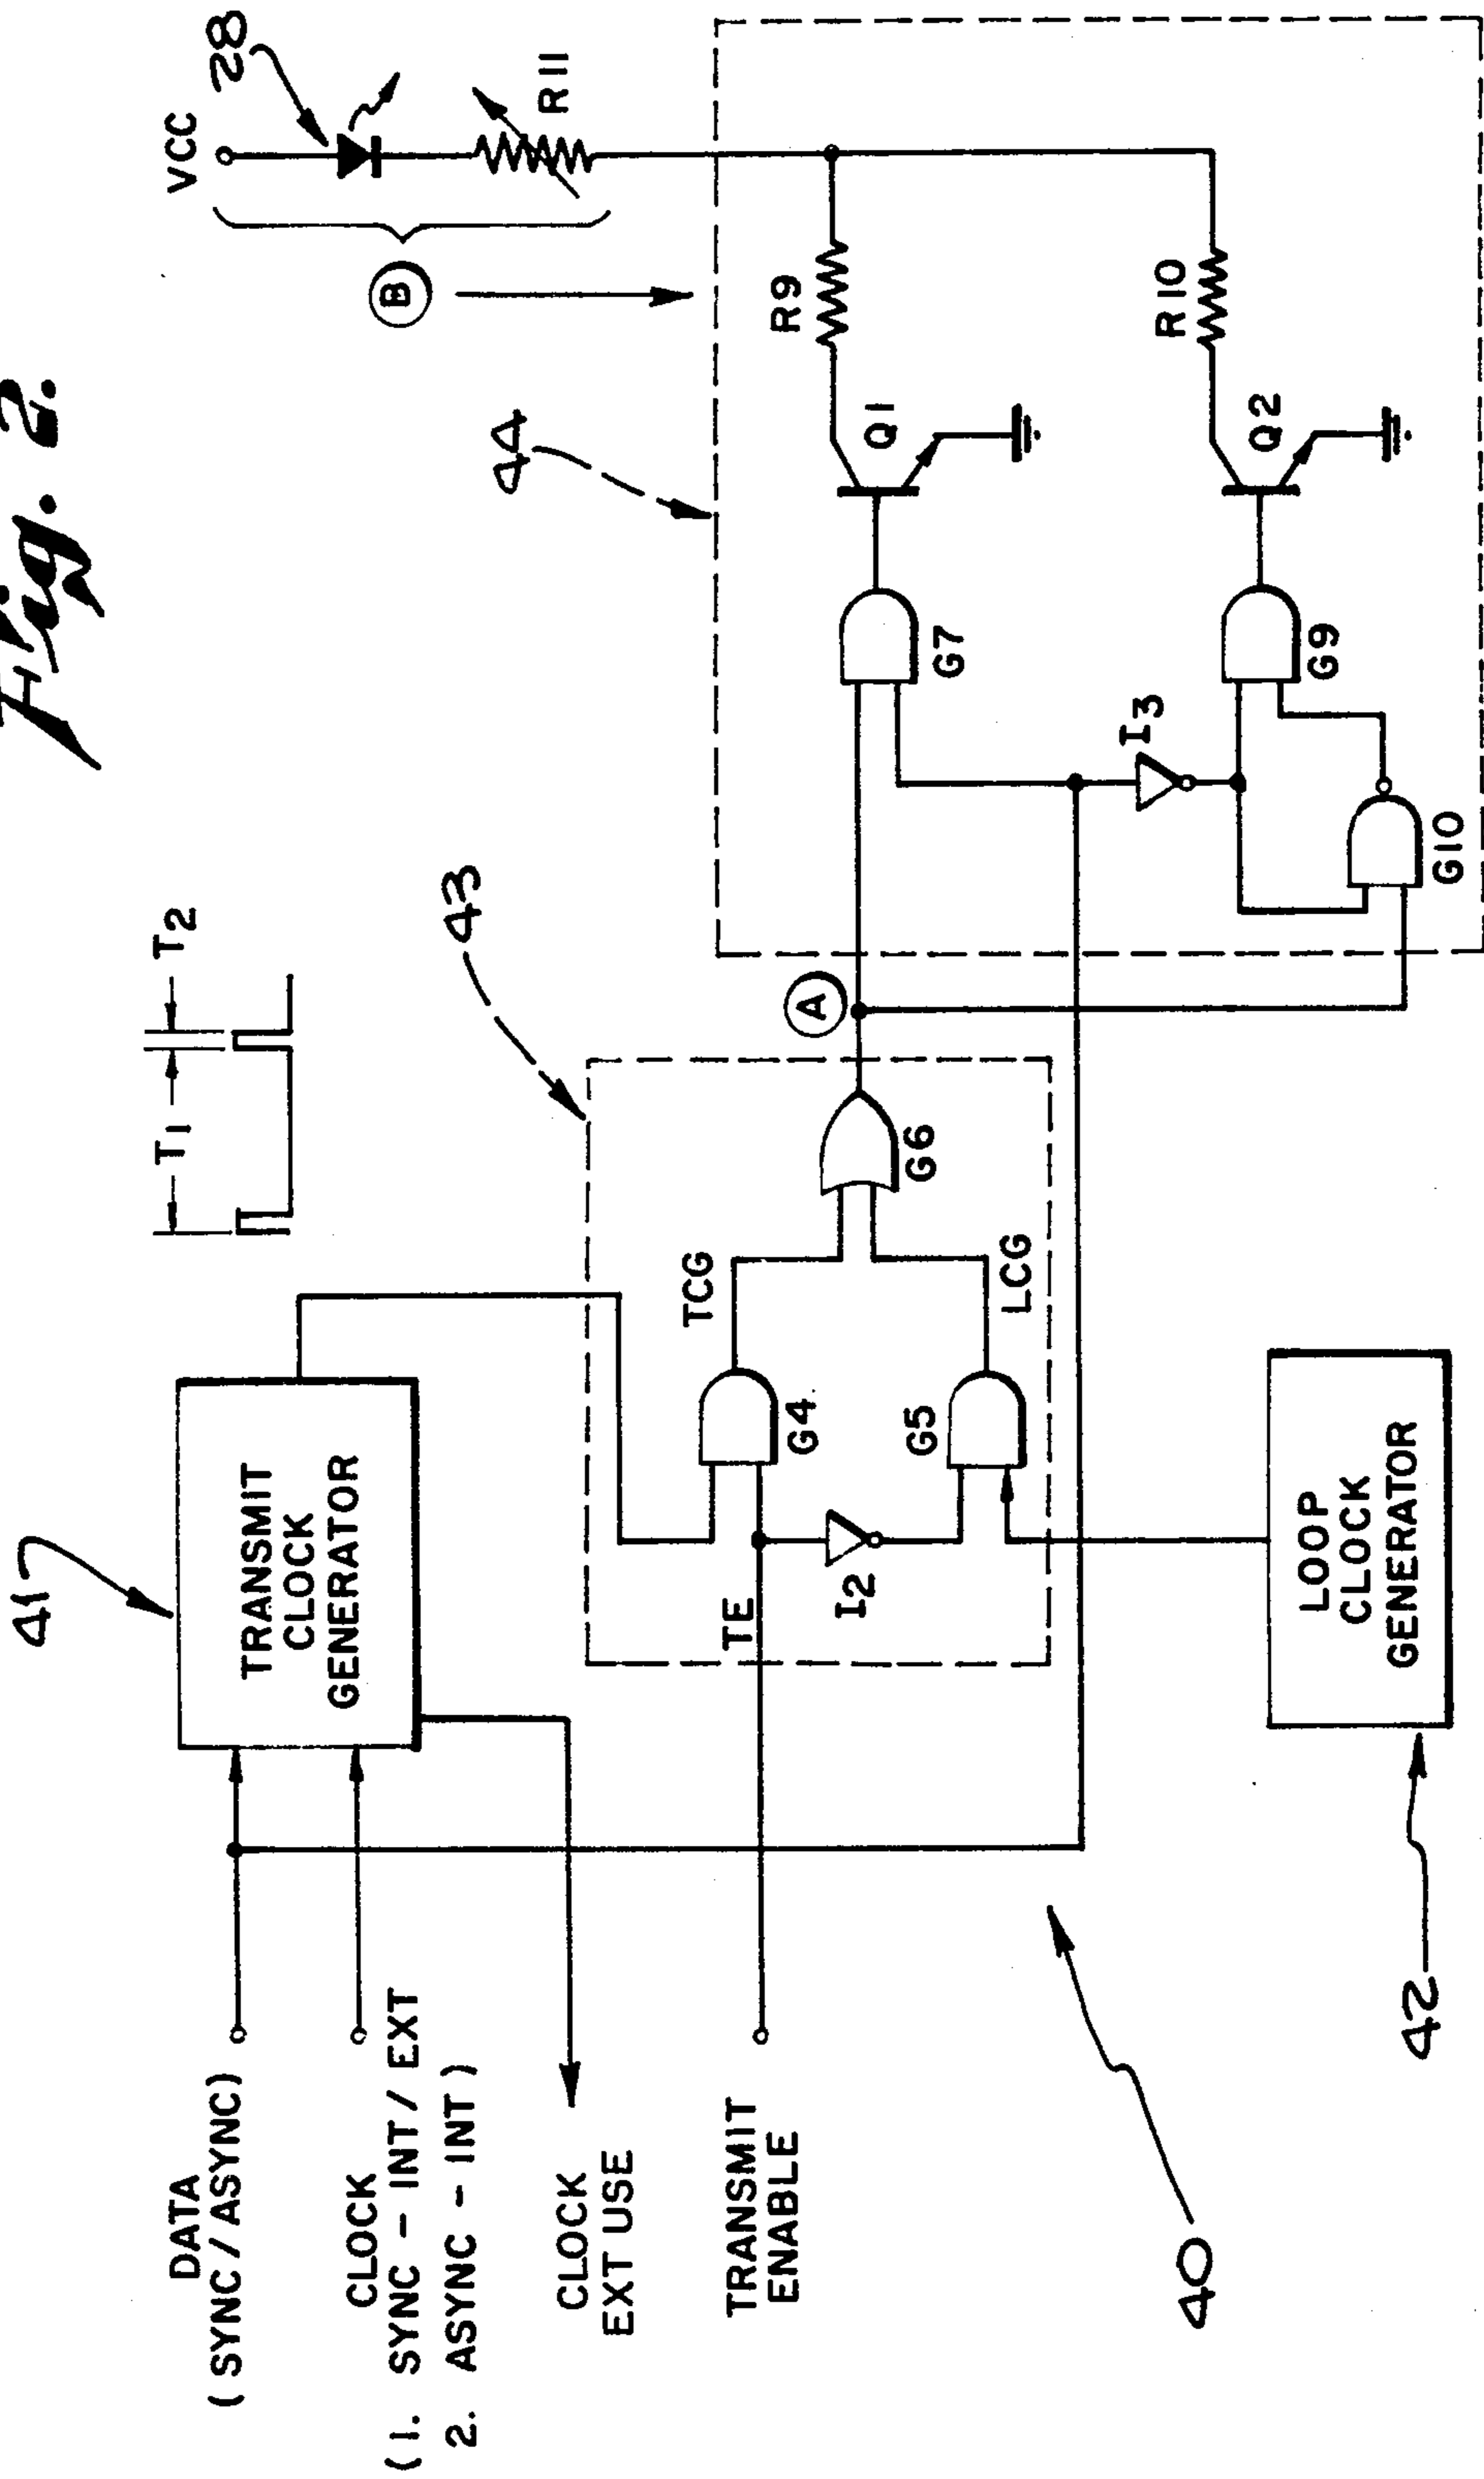 Fig. 2.
41
TRANSMIT
CLOCK
GENERATOR
DATA
(SYNC/ASYNC)
CLOCK
(1. SYNC - INT/EXT
2. ASYNC - INT)
CLOCK
EXT USE
TRANSMIT
ENABLE
TE
I2
G4
G5
TCG
LCG
G6
43
T1
T2
A
44
G7
I3
G9
G10
Q1
Q2
R9
R10
B
VCC
28
R11
LOOP
CLOCK
GENERATOR
42
40